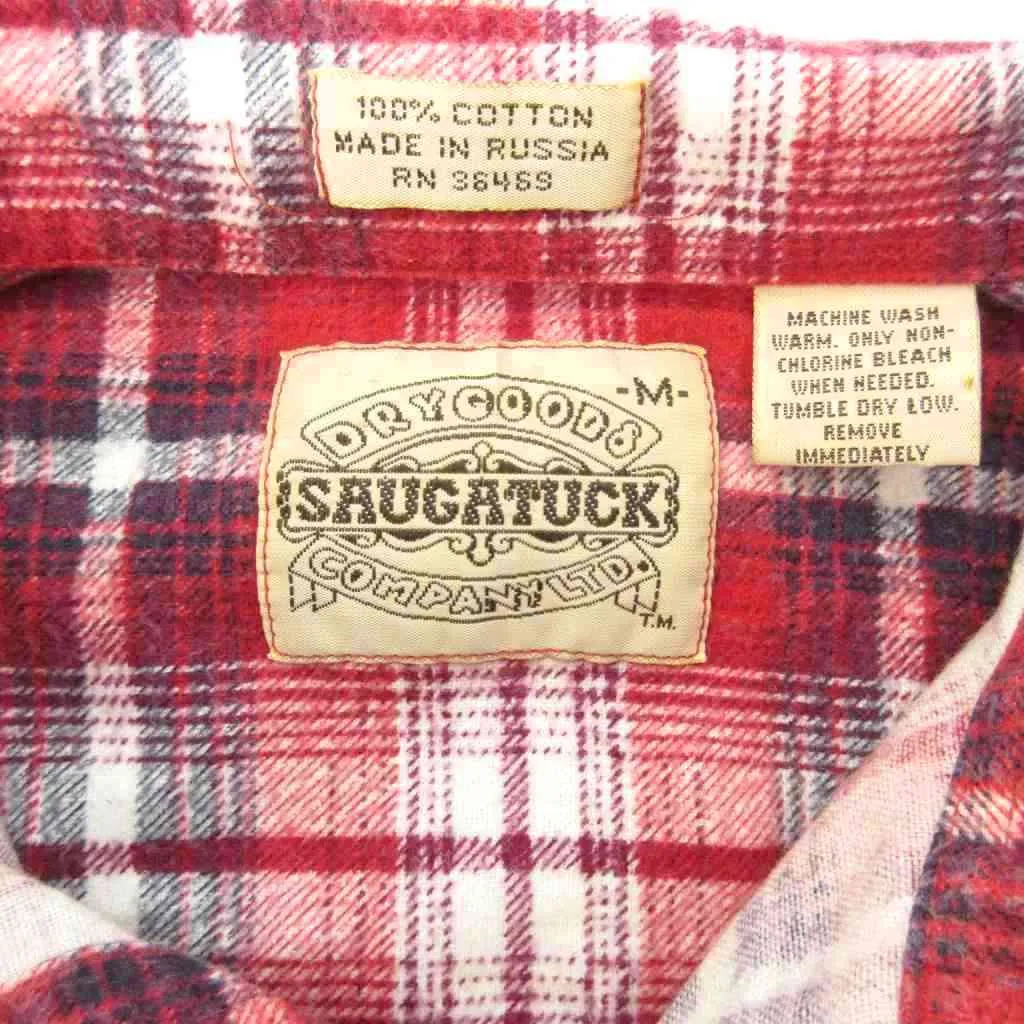 100% COTTON
MADE IN RUSSIA
RN 36469
-M-
DRY GOODS
SAUGATUCK
COMPANY LTD.
T.M.
MACHINE WASH
WARM. ONLY NON-
CHLORINE BLEACH
WHEN NEEDED.
TUMBLE DRY LOW.
REMOVE
IMMEDIATELY